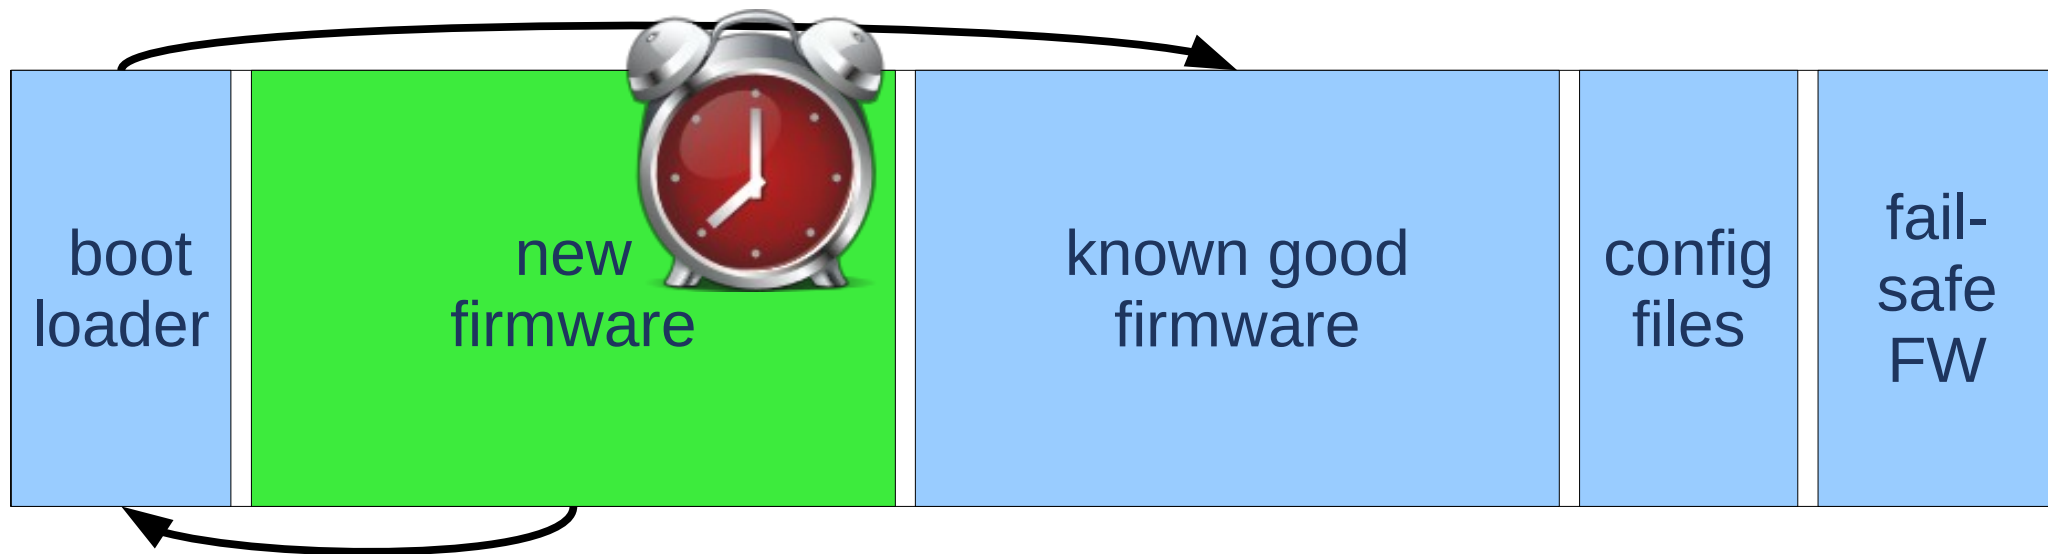 boot
loader
new
firmware
known good
firmware
config
files
fail-
safe
FW